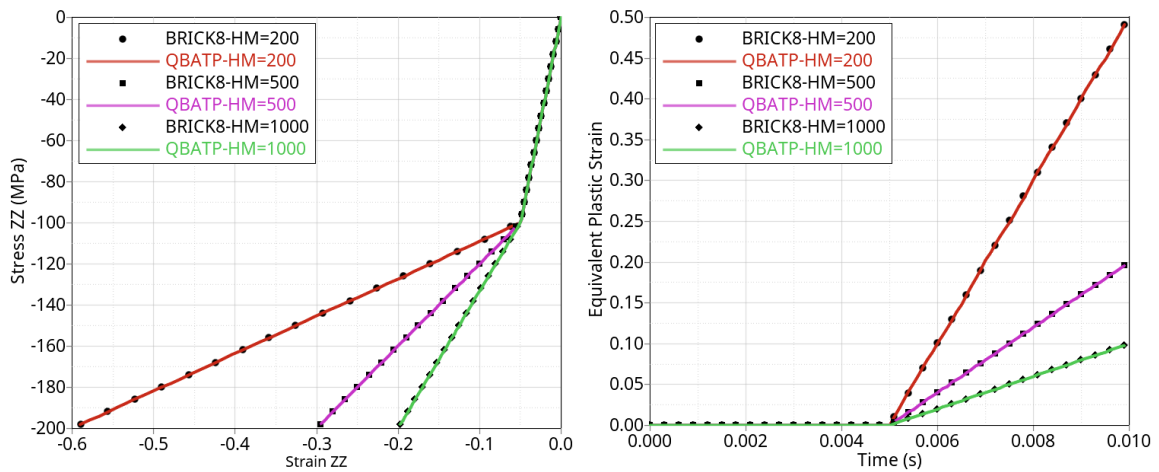 0
-20
-40
-60
-80
-100
-120
-140
-160
-180
-200
Stress ZZ (MPa)
BRICK8-HM=200
QBATP-HM=200
BRICK8-HM=500
QBATP-HM=500
BRICK8-HM=1000
QBATP-HM=1000
-0.6 -0.5 -0.4 -0.3 -0.2 -0.1 0.0
Strain ZZ
0.50
0.45
0.40
0.35
0.30
0.25
0.20
0.15
0.10
0.05
0.00
Equivalent Plastic Strain
BRICK8-HM=200
QBATP-HM=200
BRICK8-HM=500
QBATP-HM=500
BRICK8-HM=1000
QBATP-HM=1000
0.000 0.002 0.004 0.006 0.008 0.010
Time (s)